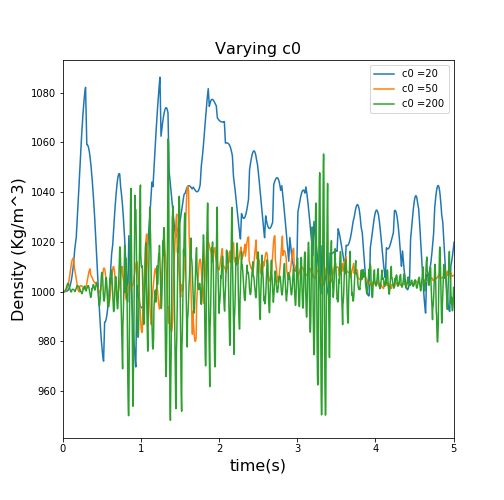 Varying c0
c0 =20
c0 =50
c0 =200
Density (Kg/m^3)
1080
1060
1040
1020
1000
980
960
0 1 2 3 4 5
time(s)